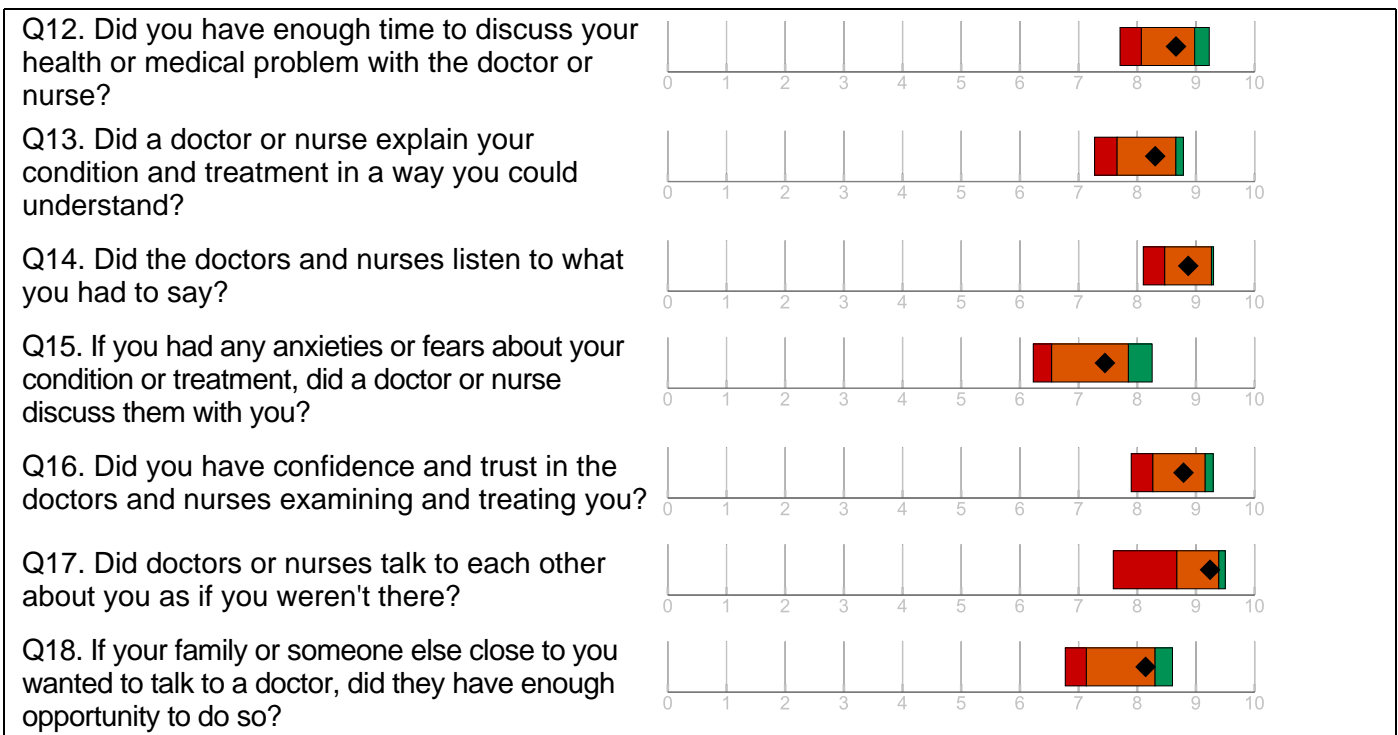 Q12. Did you have enough time to discuss your
health or medical problem with the doctor or
nurse?
0 1 2 3 4 5 6 7 8 9 10
Q13. Did a doctor or nurse explain your
condition and treatment in a way you could
understand?
0 1 2 3 4 5 6 7 8 9 10
Q14. Did the doctors and nurses listen to what
you had to say?
0 1 2 3 4 5 6 7 8 9 10
Q15. If you had any anxieties or fears about your
condition or treatment, did a doctor or nurse
discuss them with you?
0 1 2 3 4 5 6 7 8 9 10
Q16. Did you have confidence and trust in the
doctors and nurses examining and treating you?
0 1 2 3 4 5 6 7 8 9 10
Q17. Did doctors or nurses talk to each other
about you as if you weren't there?
0 1 2 3 4 5 6 7 8 9 10
Q18. If your family or someone else close to you
wanted to talk to a doctor, did they have enough
opportunity to do so?
0 1 2 3 4 5 6 7 8 9 10